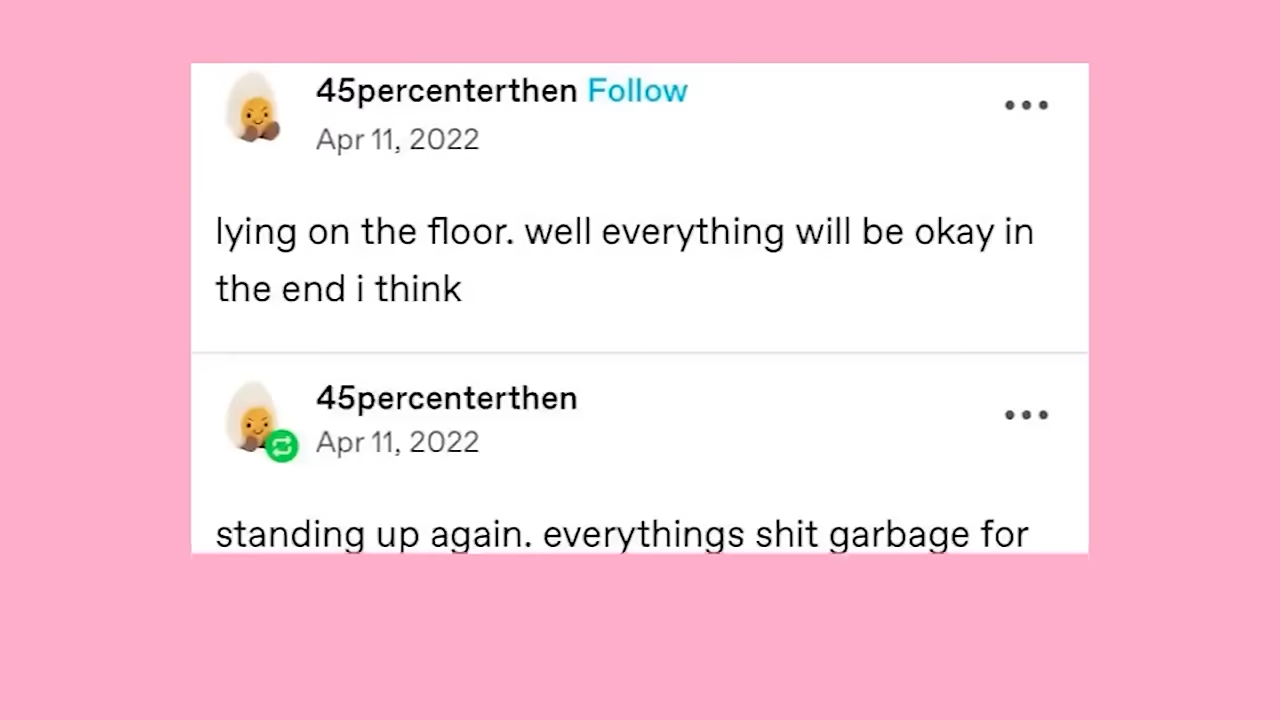 45percenterthen Follow
Apr 11, 2022
lying on the floor. well everything will be okay in
the end i think
45percenterthen
Apr 11, 2022
standing up again. everythings shit garbage for